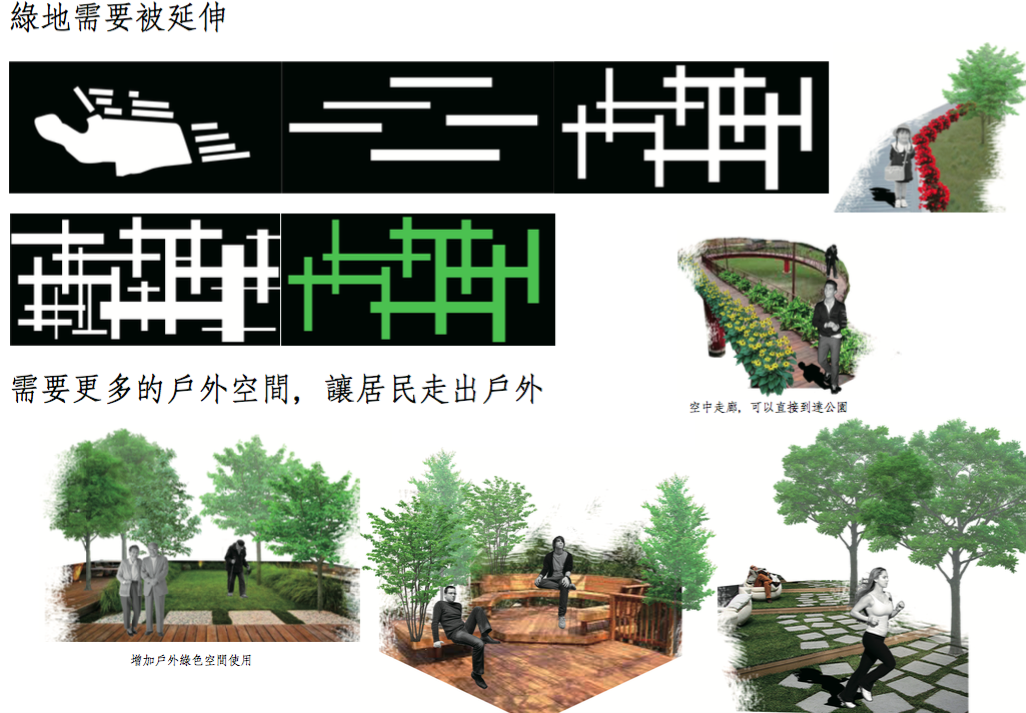 綠地需要被延伸
需要更多的戶外空間，讓居民走出戶外
空中走廊，可以直接到達公園
增加戶外綠色空間使用